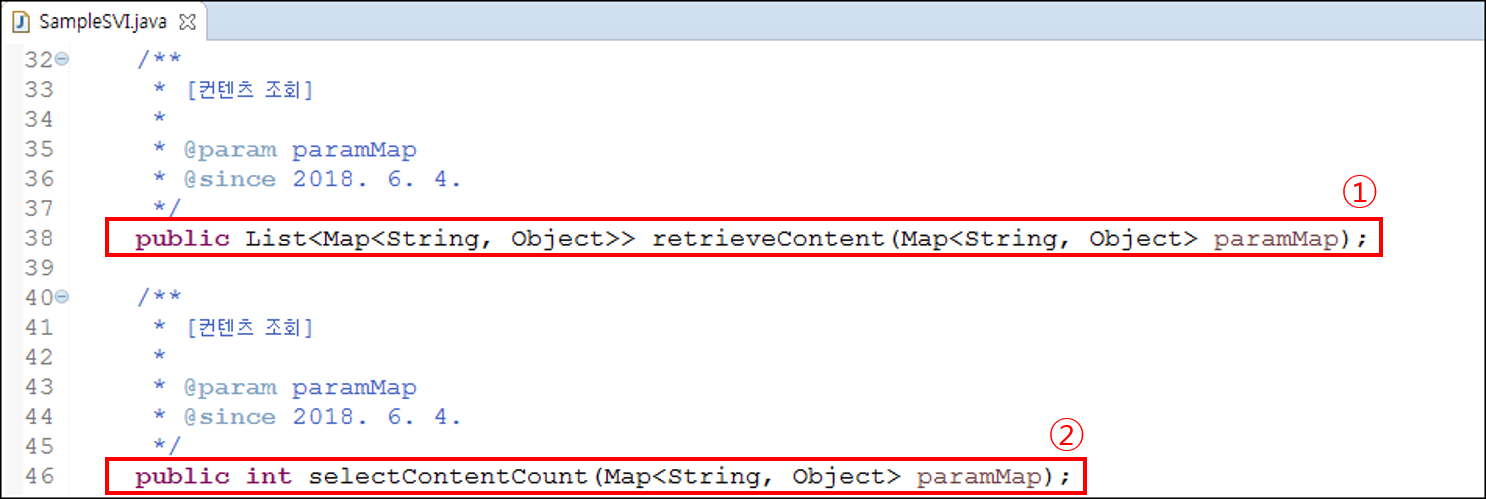 SampleSVI.java
32 /**
33 * [컨텐츠 조회]
34 *
35 * @param paramMap
36 * @since 2018. 6. 4.
37 */
①
38 public List<Map<String, Object>> retrieveContent(Map<String, Object> paramMap);
39
40 /**
41 * [컨텐츠 조회]
42 *
43 * @param paramMap
44 * @since 2018. 6. 4.
45 */
②
46 public int selectContentCount(Map<String, Object> paramMap);